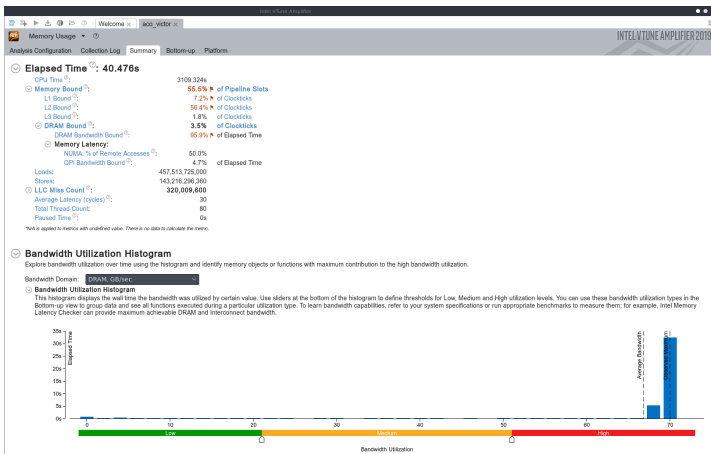 Intel VTune Amplifier
Welcome × aco_victor ×
Memory Usage
INTEL VTUNE AMPLIFIER 2019
Analysis Configuration Collection Log Summary Bottom-up Platform
Elapsed Time: 40.476s
CPU Time: 3109.324s
Memory Bound: 55.5% of Pipeline Slots
L1 Bound: 7.2% of Clockticks
L2 Bound: 56.4% of Clockticks
L3 Bound: 1.8% of Clockticks
DRAM Bound: 3.5% of Clockticks
DRAM Bandwidth Bound: 95.9% of Elapsed Time
Memory Latency:
NUMA: % of Remote Accesses: 50.0%
QPI Bandwidth Bound: 4.7% of Elapsed Time
Loads: 457,513,725,000
Stores: 143,216,296,360
LLC Miss Count: 320,009,600
Average Latency (cycles): 30
Total Thread Count: 80
Paused Time: 0s
*N/A is applied to metrics with undefined value. There is no data to calculate the metric.
Bandwidth Utilization Histogram
Explore bandwidth utilization over time using the histogram and identify memory objects or functions with maximum contribution to the high bandwidth utilization.
Bandwidth Domain: DRAM, GB/sec
Bandwidth Utilization Histogram
This histogram displays the wall time the bandwidth was utilized by certain value. Use sliders at the bottom of the histogram to define thresholds for Low, Medium and High utilization levels. You can use these bandwidth utilization types in the
Bottom-up view to group data and see all functions executed during a particular utilization type. To learn bandwidth capabilities, refer to your system specifications or run appropriate benchmarks to measure them; for example, Intel Memory
Latency Checker can provide maximum achievable DRAM and Interconnect bandwidth.
Elapsed Time
35s
30s
25s
20s
15s
10s
5s
0s
Average Bandwidth
Observed Maximum
0 10 20 30 40 50 60 70
Low Medium High
Bandwidth Utilization